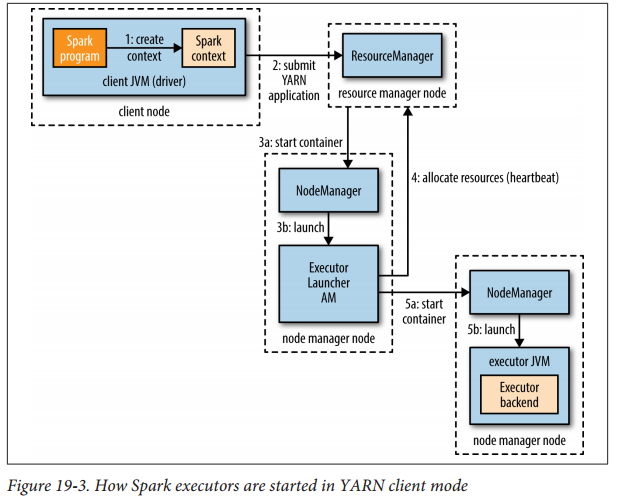 Spark
program
1: create
context
Spark
context
client JVM (driver)
client node
2: submit
YARN
application
ResourceManager
resource manager node
3a: start container
NodeManager
3b: launch
4: allocate resources (heartbeat)
Executor
Launcher
AM
node manager node
5a: start
container
NodeManager
5b: launch
executor JVM
Executor
backend
node manager node
Figure 19-3. How Spark executors are started in YARN client mode